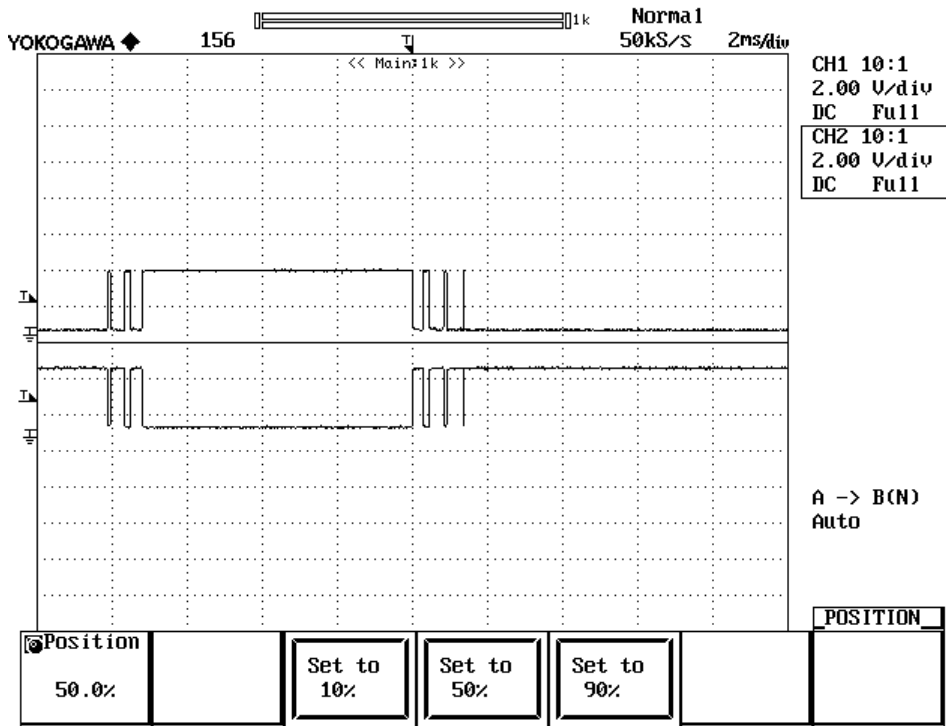 1k Normal
YOKOGAWA ◆ 156 T 50kS/s 2ms/div
<< Main:1k >>
CH1 10:1
2.00 V/div
DC Full
CH2 10:1
2.00 V/div
DC Full
T
T
A -> B(N)
Auto
POSITION
Position
50.0%
Set to
10%
Set to
50%
Set to
90%